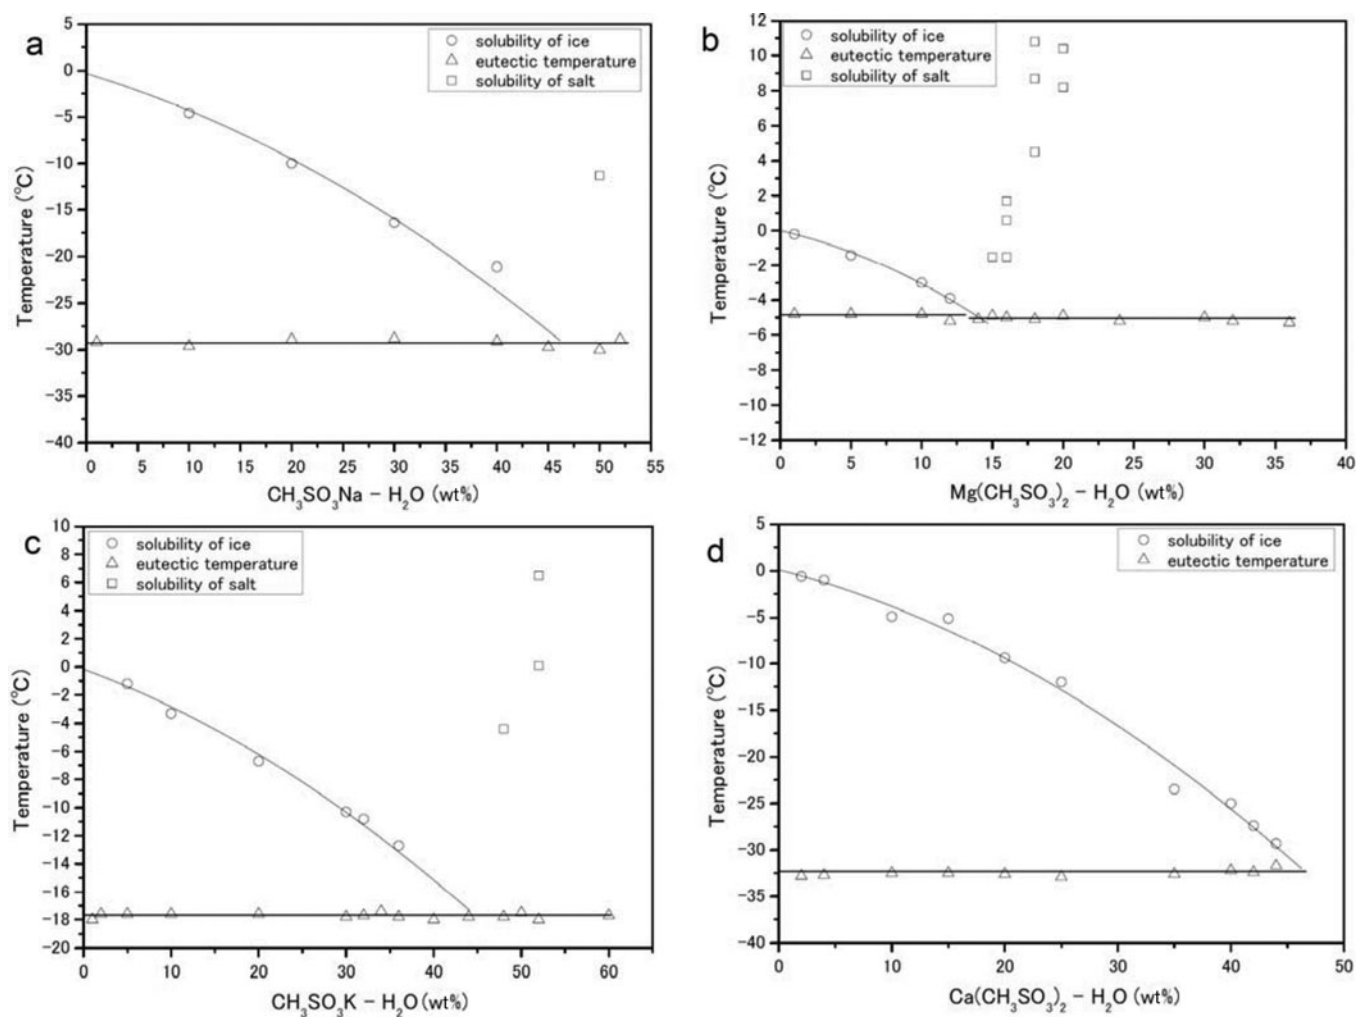 a
5
0
−5
−10
−15
−20
−25
−30
−35
−40
0 5 10 15 20 25 30 35 40 45 50 55
Temperature (℃)
CH₃SO₃Na − H₂O (wt%)
solubility of ice
eutectic temperature
solubility of salt
b
12
10
8
6
4
2
0
−2
−4
−6
−8
−10
−12
0 5 10 15 20 25 30 35 40
Temperature (℃)
Mg(CH₃SO₃)₂ − H₂O (wt%)
solubility of ice
eutectic temperature
solubility of salt
c
10
8
6
4
2
0
−2
−4
−6
−8
−10
−12
−14
−16
−18
−20
0 10 20 30 40 50 60
Temperature (℃)
CH₃SO₃K − H₂O (wt%)
solubility of ice
eutectic temperature
solubility of salt
d
5
0
−5
−10
−15
−20
−25
−30
−35
−40
0 10 20 30 40 50
Temperature (℃)
Ca(CH₃SO₃)₂ − H₂O (wt%)
solubility of ice
eutectic temperature